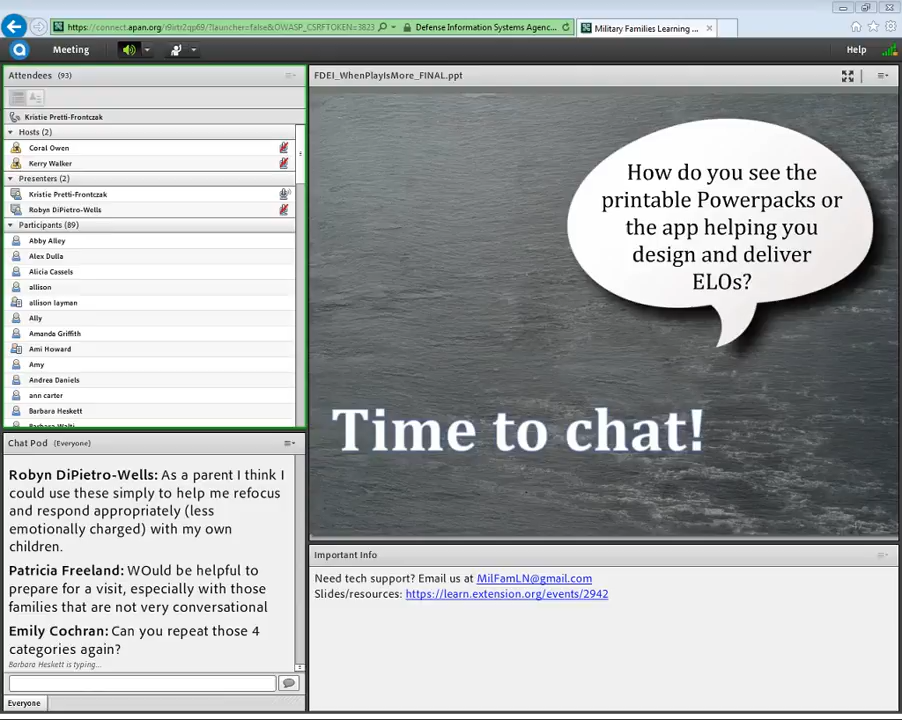 https://connect.apan.org/r9irtr2qp69/?launcher=false&OWASP_CSRFTOKEN=3823
Defense Information Systems Agenc...
Military Families Learning ...
Meeting
Help
Attendees (93)
Kristie Pretti-Frontczak
Hosts (2)
Coral Owen
Kerry Walker
Presenters (2)
Kristie Pretti-Frontczak
Robyn DiPietro-Wells
Participants (89)
Abby Alley
Alex Dulla
Alicia Cassels
allison
allison layman
Ally
Amanda Griffith
Ami Howard
Amy
Andrea Daniels
ann carter
Barbara Heskett
Barbara Walti
Chat Pod (Everyone)
Robyn DiPietro-Wells: As a parent I think I
could use these simply to help me refocus
and respond appropriately (less
emotionally charged) with my own
children.
Patricia Freeland: WOuld be helpful to
prepare for a visit, especially with those
families that are not very conversational
Emily Cochran: Can you repeat those 4
categories again?
Barbara Heskett is typing...
Everyone
FDEI_WhenPlayIsMore_FINAL.ppt
How do you see the
printable Powerpacks or
the app helping you
design and deliver
ELOs?
Time to chat!
Important Info
Need tech support? Email us at MilFamLN@gmail.com
Slides/resources: https://learn.extension.org/events/2942